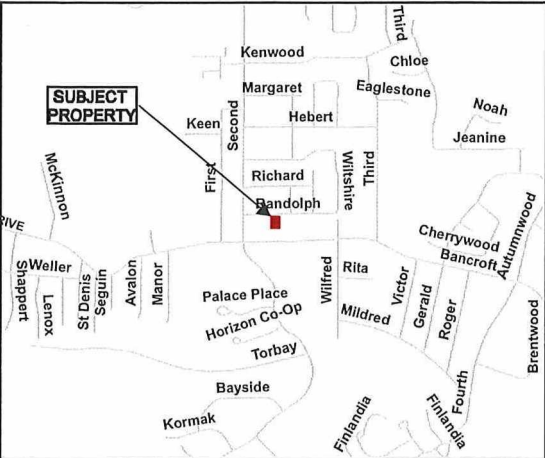 Third
Kenwood
Chloe
Margaret
Eaglestone
SUBJECT
PROPERTY
Noah
Hebert
Keen
Second
Jeanine
McKinnon
First
Richard
Wiltshire
Third
Randolph
RIVE
Cherrywood
Autumnwood
Bancroft
Weller
Shappert
Lenox
St Denis
Seguin
Avalon
Manor
Wilfred
Rita
Victor
Gerald
Roger
Palace Place
Horizon Co-Op
Mildred
Brentwood
Torbay
Bayside
Fourth
Kormak
Finlandia
Finlandia